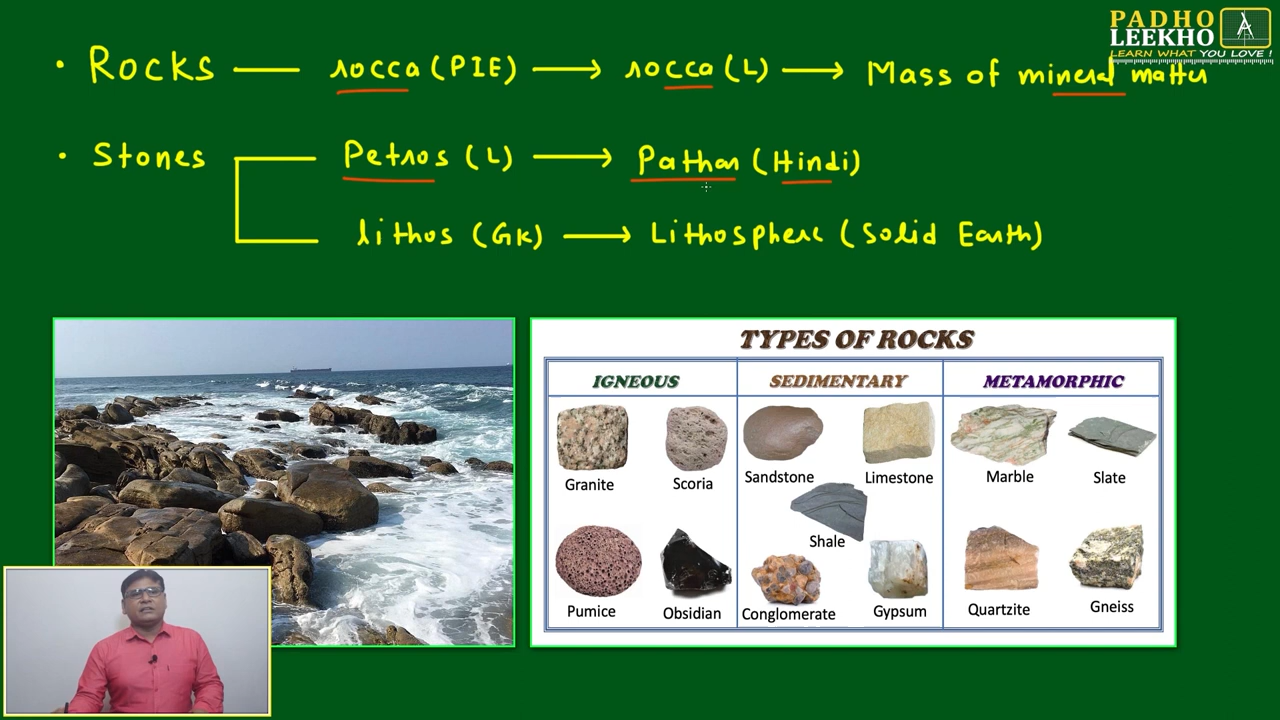 PADHO
LEEKHO
LEARN WHAT YOU LOVE !
• Rocks — rocca (PIE) → rocca (L) → Mass of mineral matter
• Stones Petros (L) → Pathar (Hindi)
lithos (GK) → Lithosphere (Solid Earth)
TYPES OF ROCKS
IGNEOUS SEDIMENTARY METAMORPHIC
Granite Scoria Sandstone Limestone Marble Slate
Shale
Pumice Obsidian Conglomerate Gypsum Quartzite Gneiss